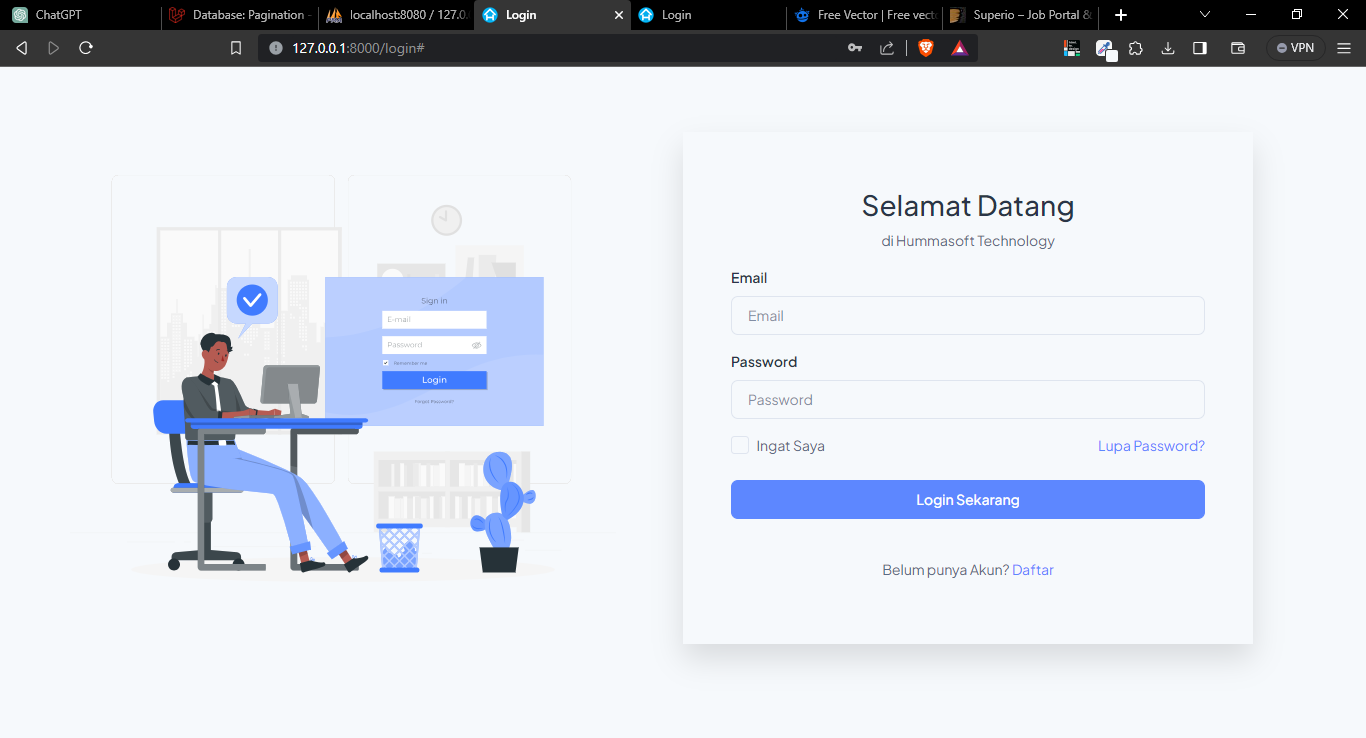 ChatGPT
Database: Pagination -
localhost:8080 / 127.0.
Login
Login
Free Vector | Free vecto
Superio – Job Portal &
127.0.0.1:8000/login#
VPN
Selamat Datang
di Hummasoft Technology
Email
Email
Password
Password
Ingat Saya
Lupa Password?
Login Sekarang
Belum punya Akun? Daftar
Sign in
E-mail
Password
Remember me
Login
Forgot Password?